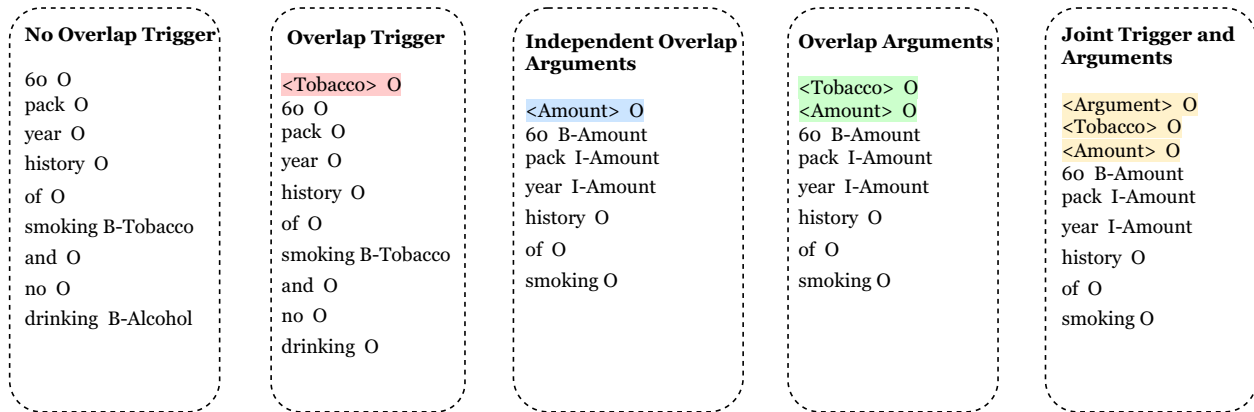 No Overlap Trigger
60 O
pack O
year O
history O
of O
smoking B-Tobacco
and O
no O
drinking B-Alcohol
Overlap Trigger
<Tobacco> O
60 O
pack O
year O
history O
of O
smoking B-Tobacco
and O
no O
drinking O
Independent Overlap
Arguments
<Amount> O
60 B-Amount
pack I-Amount
year I-Amount
history O
of O
smoking O
Overlap Arguments
<Tobacco> O
<Amount> O
60 B-Amount
pack I-Amount
year I-Amount
history O
of O
smoking O
Joint Trigger and
Arguments
<Argument> O
<Tobacco> O
<Amount> O
60 B-Amount
pack I-Amount
year I-Amount
history O
of O
smoking O